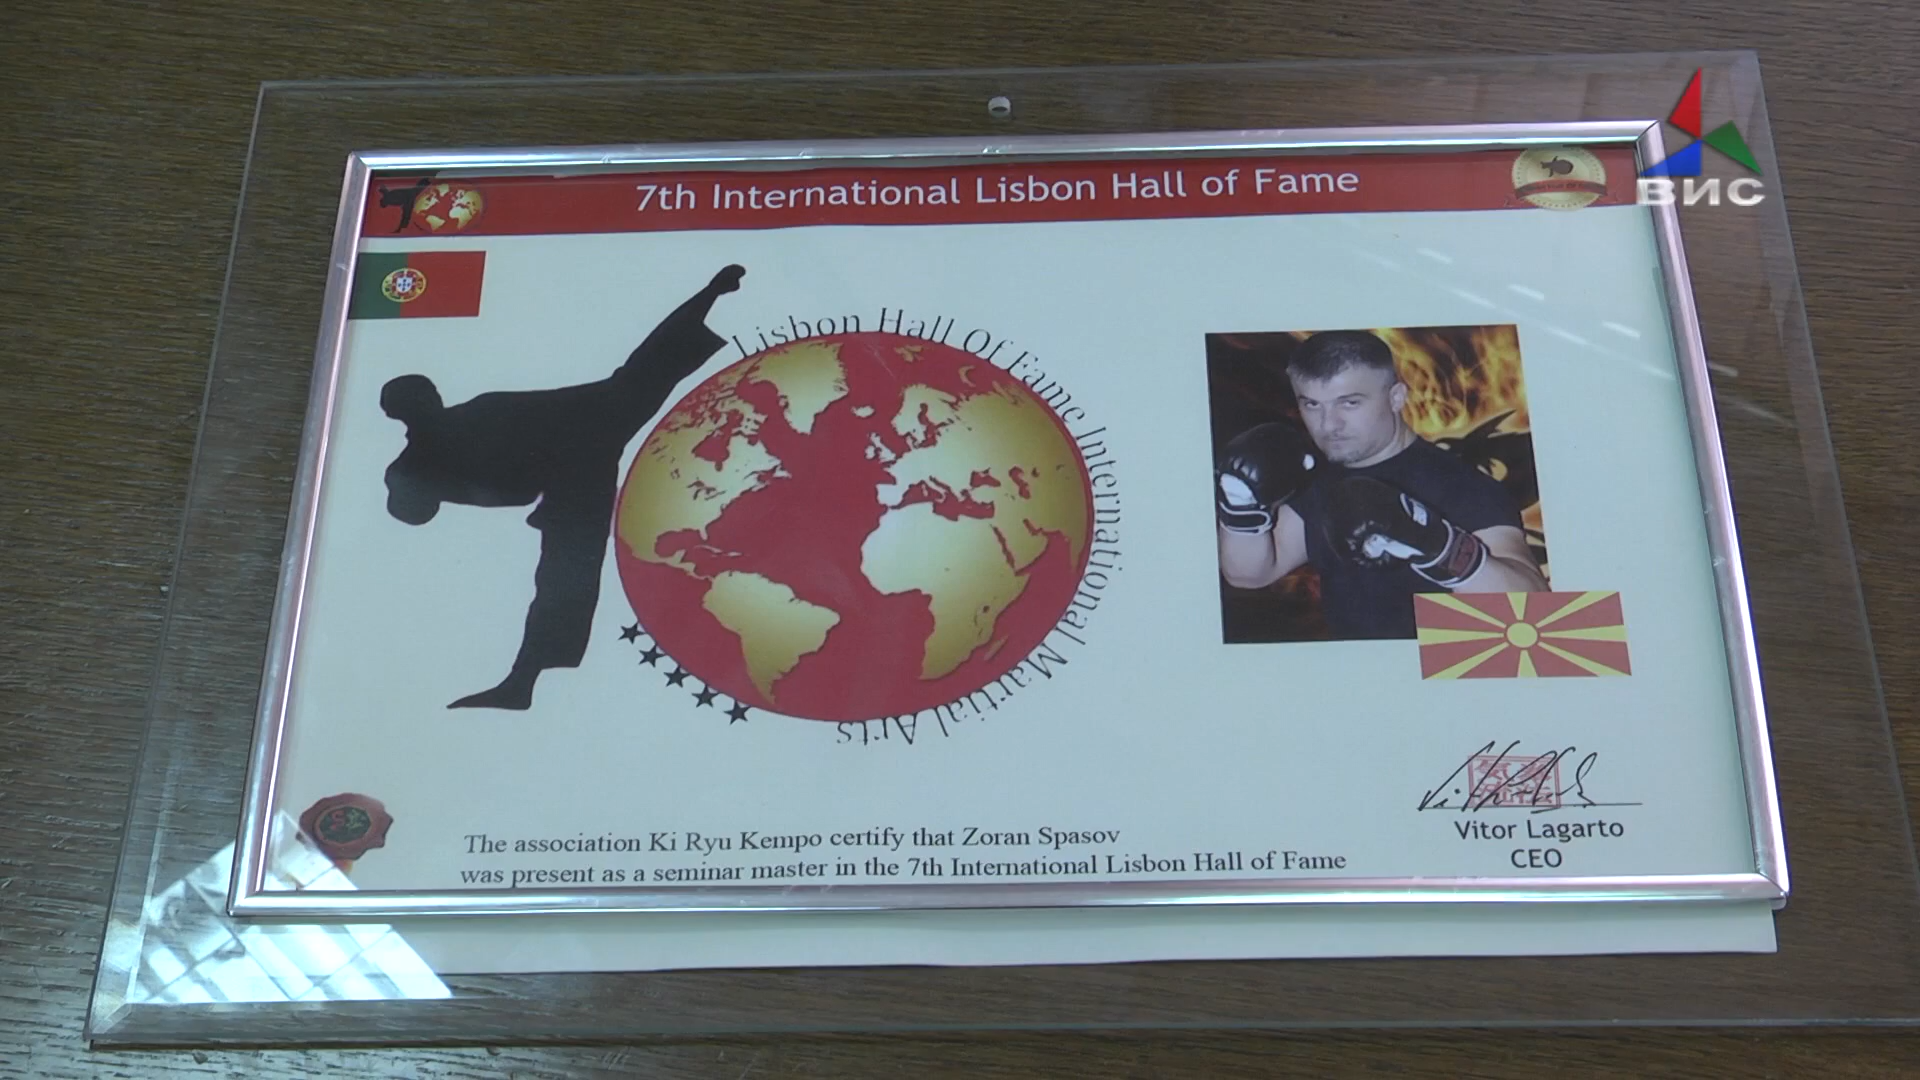 7th International Lisbon Hall of Fame
ВИС
Lisbon Hall Of Fame International Martial Arts
Vitor Lagarto
CEO
The association Ki Ryu Kempo certify that Zoran Spasov
was present as a seminar master in the 7th International Lisbon Hall of Fame